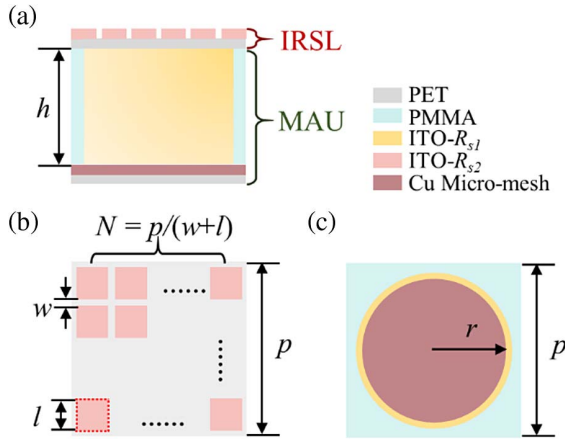 (a)
IRSL
h
MAU
PET
PMMA
ITO-Rs1
ITO-Rs2
Cu Micro-mesh
(b)
N = p/(w+l)
w
......
......
p
l
......
(c)
r
p